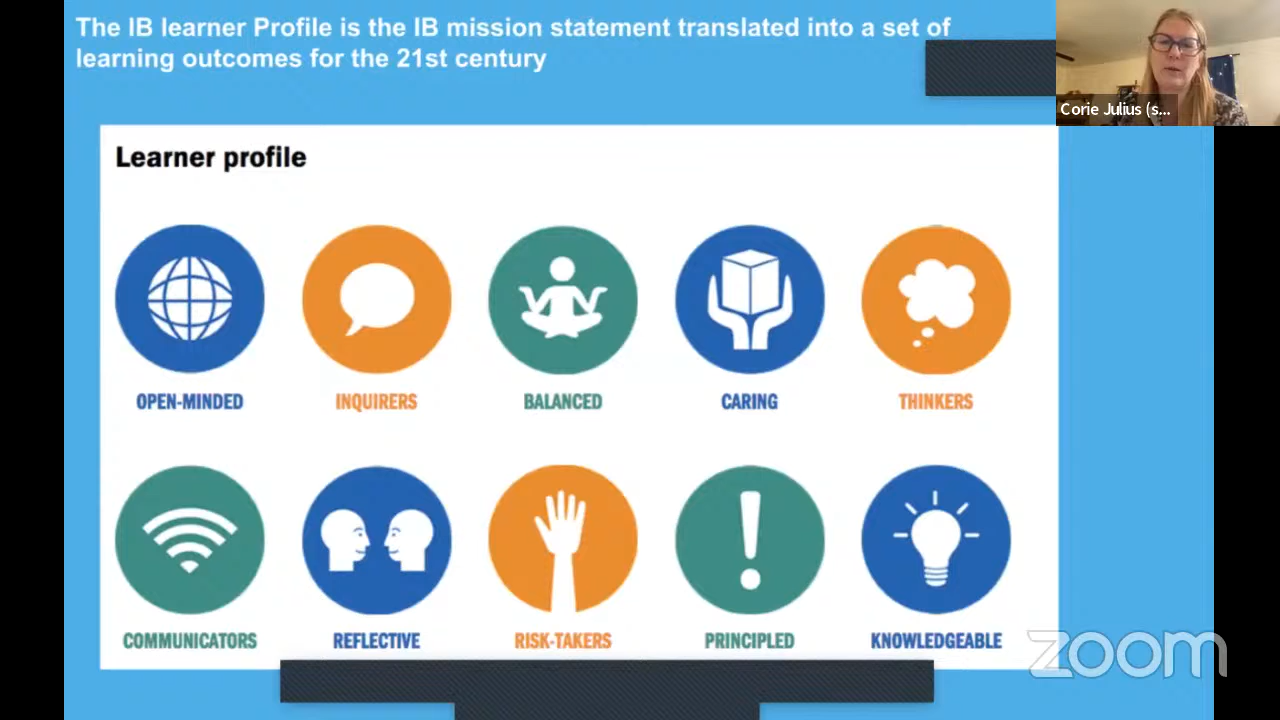 The IB learner Profile is the IB mission statement translated into a set of
learning outcomes for the 21st century
Corie Julius (s...
Learner profile
OPEN-MINDED
INQUIRERS
BALANCED
CARING
THINKERS
COMMUNICATORS
REFLECTIVE
RISK-TAKERS
PRINCIPLED
KNOWLEDGEABLE
zoom